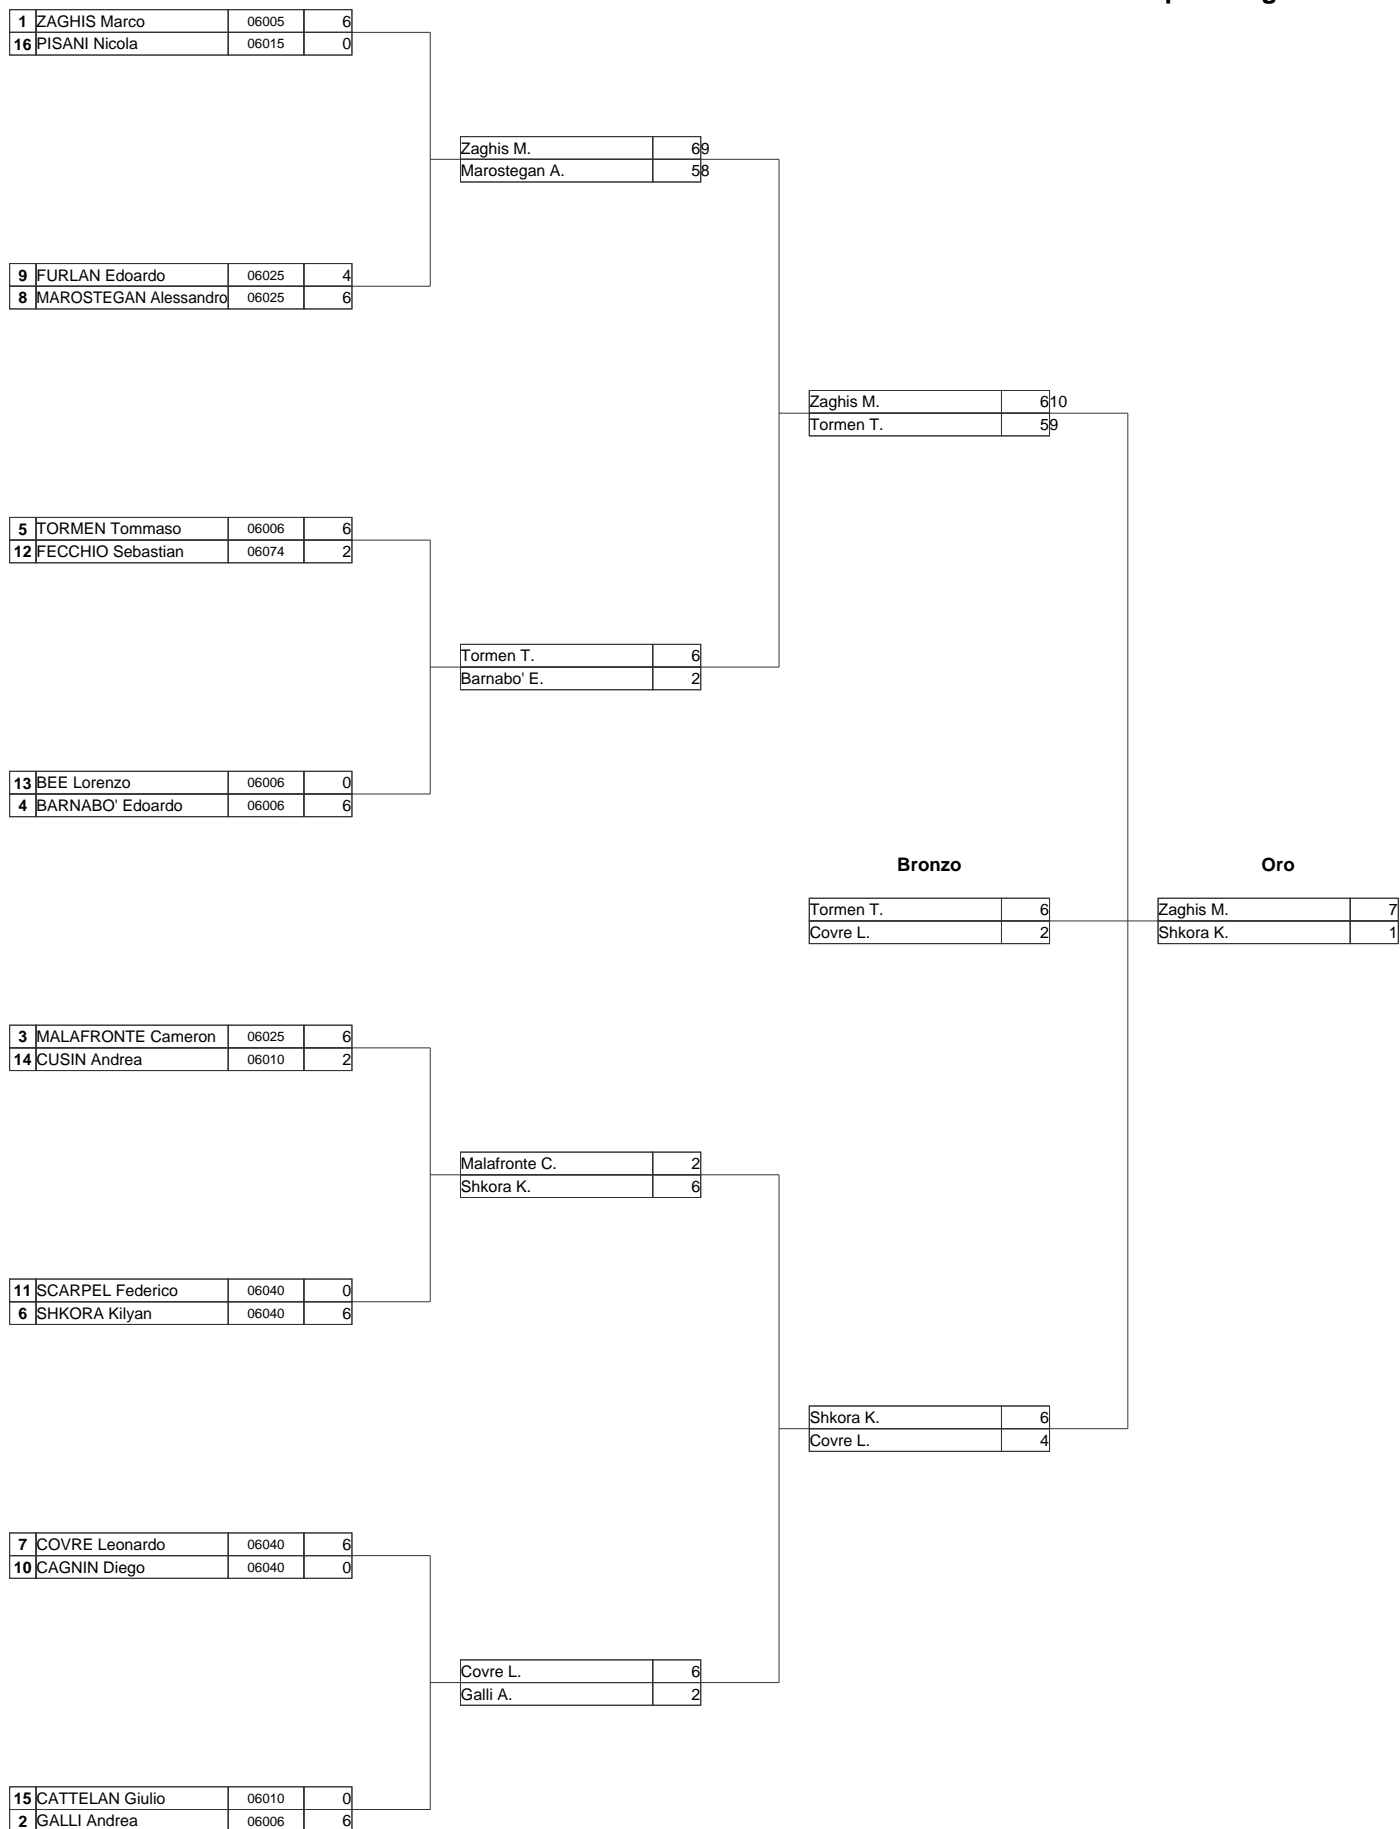 1 ZAGHIS Marco 06005 6
16 PISANI Nicola 06015 0
Zaghis M. 6 9
Marostegan A. 5 8
9 FURLAN Edoardo 06025 4
8 MAROSTEGAN Alessandro 06025 6
Zaghis M. 6 10
Tormen T. 5 9
5 TORMEN Tommaso 06006 6
12 FECCHIO Sebastian 06074 2
Tormen T. 6
Barnabo' E. 2
13 BEE Lorenzo 06006 0
4 BARNABO' Edoardo 06006 6
Bronzo Oro
Tormen T. 6 Zaghis M. 7
Covre L. 2 Shkora K. 1
3 MALAFRONTE Cameron 06025 6
14 CUSIN Andrea 06010 2
Malafronte C. 2
Shkora K. 6
11 SCARPEL Federico 06040 0
6 SHKORA Kilyan 06040 6
Shkora K. 6
Covre L. 4
7 COVRE Leonardo 06040 6
10 CAGNIN Diego 06040 0
Covre L. 6
Galli A. 2
15 CATTELAN Giulio 06010 0
2 GALLI Andrea 06006 6